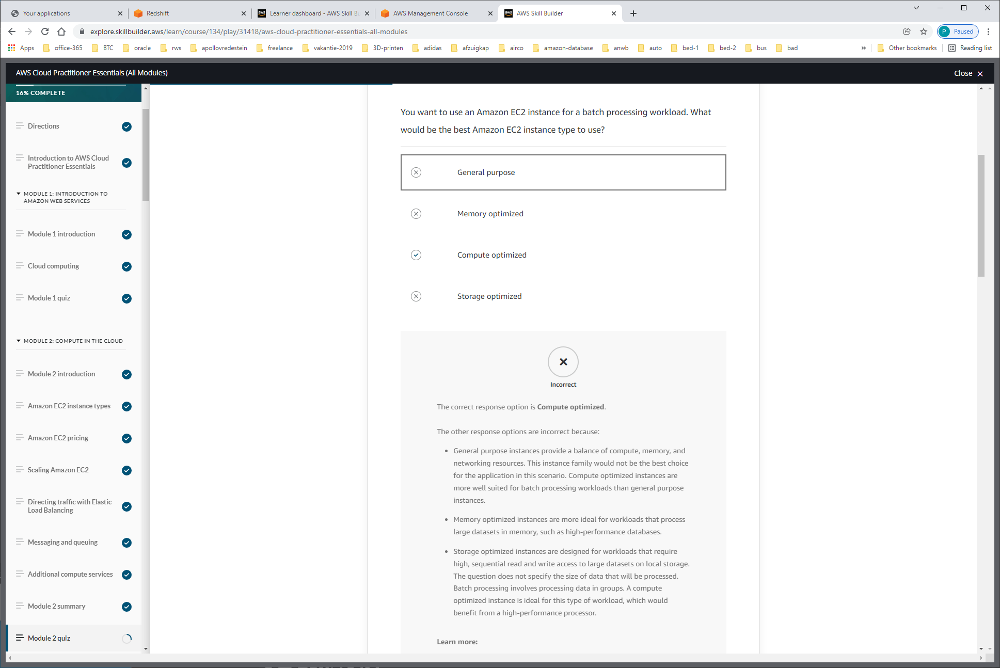 Your applications
Redshift
aws
Learner dashboard - AWS Skill Bu
AWS Management Console
aws
AWS Skill Builder
explore.skillbuilder.aws/learn/course/134/play/31418/aws-cloud-practitioner-essentials-all-modules
P Paused
Apps office-365 BTC oracle rws apollovredestein freelance vakantie-2019 3D-printen adidas afzuigkap airco amazon-database anwb auto bed-1 bed-2 bus bad » Other bookmarks Reading list
AWS Cloud Practitioner Essentials (All Modules)
Close
16% COMPLETE
Directions
Introduction to AWS Cloud
Practitioner Essentials
MODULE 1: INTRODUCTION TO
AMAZON WEB SERVICES
Module 1 introduction
Cloud computing
Module 1 quiz
MODULE 2: COMPUTE IN THE CLOUD
Module 2 introduction
Amazon EC2 instance types
Amazon EC2 pricing
Scaling Amazon EC2
Directing traffic with Elastic
Load Balancing
Messaging and queuing
Additional compute services
Module 2 summary
Module 2 quiz
You want to use an Amazon EC2 instance for a batch processing workload. What
would be the best Amazon EC2 instance type to use?
General purpose
Memory optimized
Compute optimized
Storage optimized
Incorrect
The correct response option is Compute optimized.
The other response options are incorrect because:
• General purpose instances provide a balance of compute, memory, and
networking resources. This instance family would not be the best choice
for the application in this scenario. Compute optimized instances are
more well suited for batch processing workloads than general purpose
instances.
• Memory optimized instances are more ideal for workloads that process
large datasets in memory, such as high-performance databases.
• Storage optimized instances are designed for workloads that require
high, sequential read and write access to large datasets on local storage.
The question does not specify the size of data that will be processed.
Batch processing involves processing data in groups. A compute
optimized instance is ideal for this type of workload, which would
benefit from a high-performance processor.
Learn more: